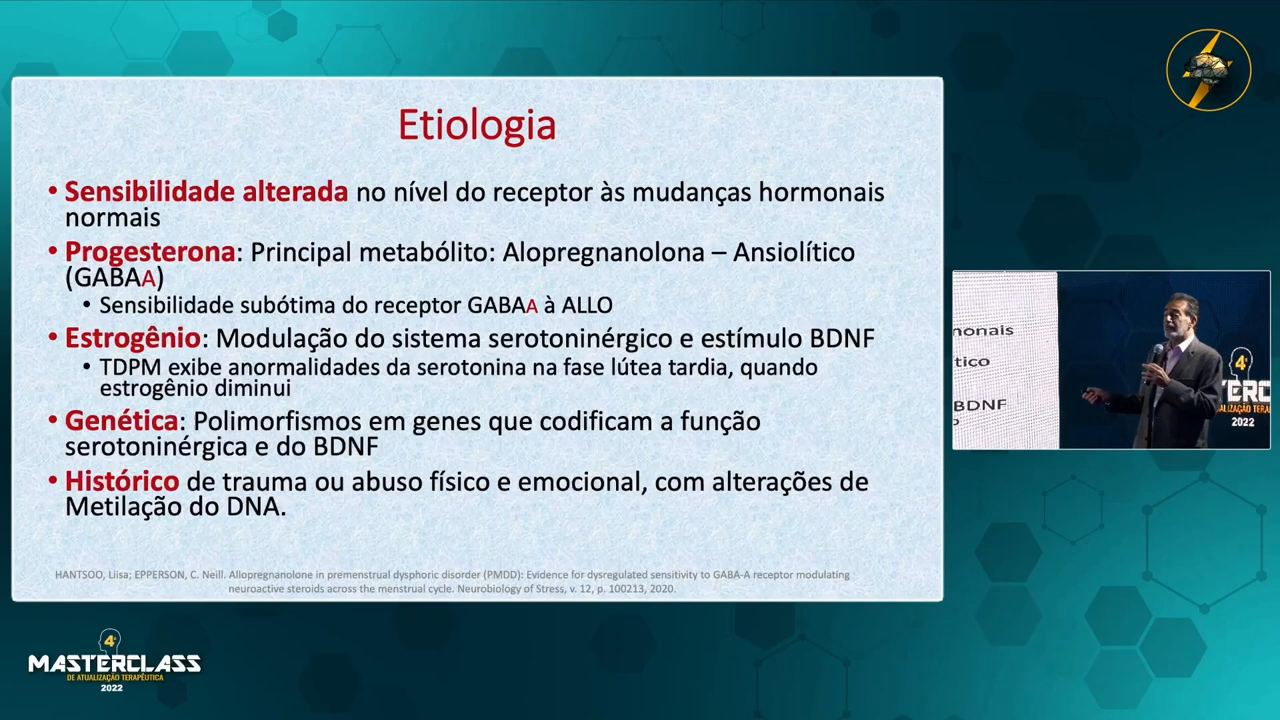 Etiologia
• Sensibilidade alterada no nível do receptor às mudanças hormonais
normais
• Progesterona: Principal metabólito: Alopregnanolona – Ansiolítico
(GABAA)
• Sensibilidade subótima do receptor GABAA à ALLO
• Estrogênio: Modulação do sistema serotoninérgico e estímulo BDNF
• TDPM exibe anormalidades da serotonina na fase lútea tardia, quando
estrogênio diminui
• Genética: Polimorfismos em genes que codificam a função
serotoninérgica e do BDNF
• Histórico de trauma ou abuso físico e emocional, com alterações de
Metilação do DNA.
HANTSOO, Liisa; EPPERSON, C. Neill. Allopregnanolone in premenstrual dysphoric disorder (PMDD): Evidence for dysregulated sensitivity to GABA-A receptor modulating
neuroactive steroids across the menstrual cycle. Neurobiology of Stress, v. 12, p. 100213, 2020.
monais
tico
BDNF
4ª
TERC
ALIZAÇÃO TERA
2022
4ª
MASTERCLASS
DE ATUALIZAÇÃO TERAPÊUTICA
2022